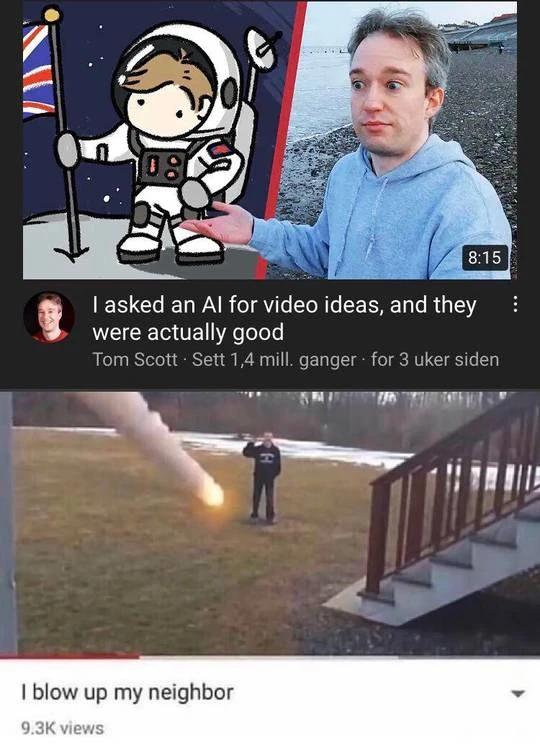 8:15
I asked an AI for video ideas, and they
were actually good
Tom Scott · Sett 1,4 mill. ganger · for 3 uker siden
I blow up my neighbor
9.3K views